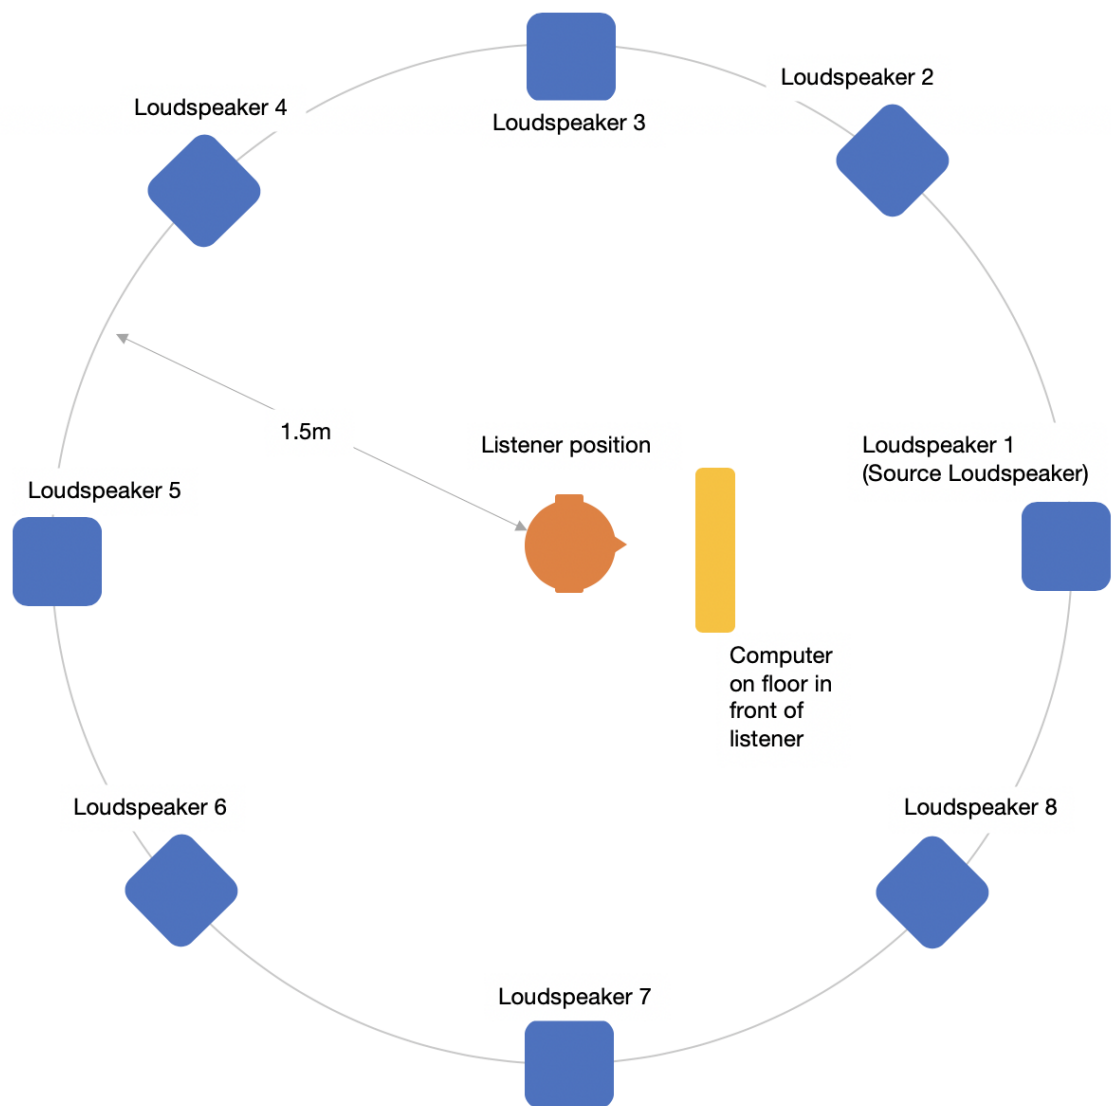 Loudspeaker 3
Loudspeaker 2
Loudspeaker 4
1.5m
Listener position
Loudspeaker 1
(Source Loudspeaker)
Loudspeaker 5
Computer
on floor in
front of
listener
Loudspeaker 6
Loudspeaker 8
Loudspeaker 7